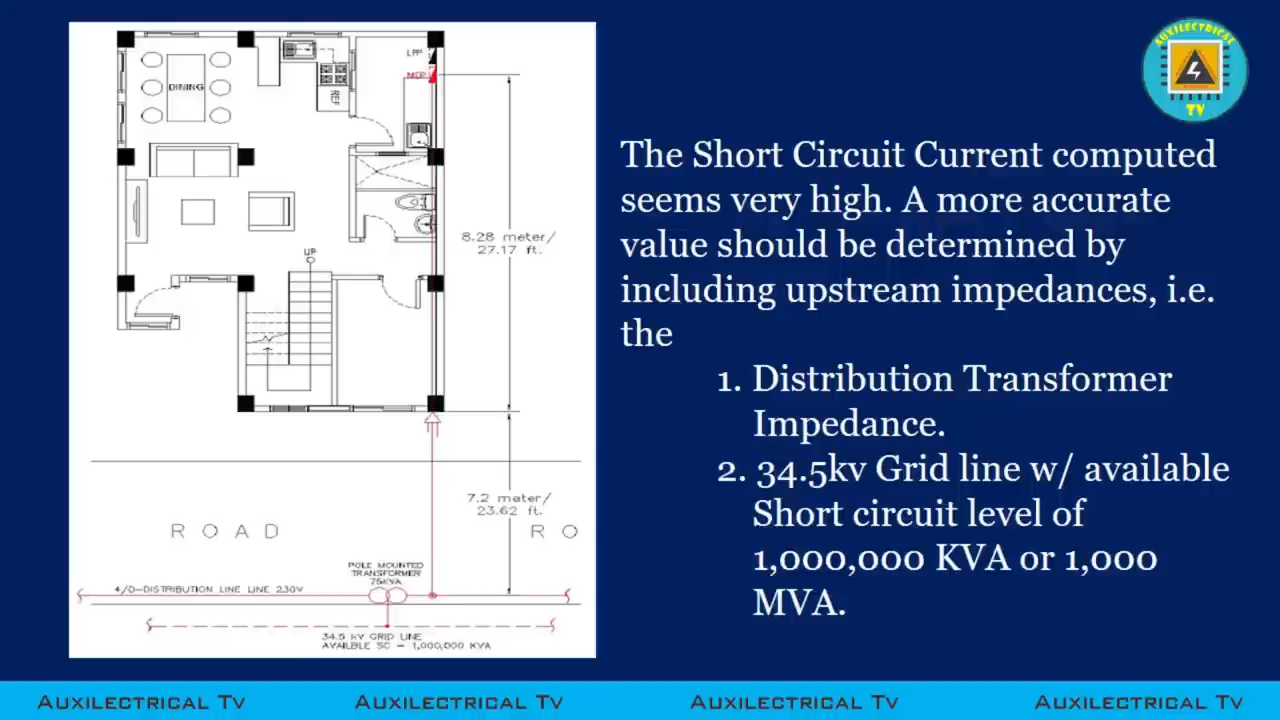 AUXILECTRICAL
TV
LPP
MDP
DINING
REF
UP
8.28 meter/
27.17 ft.
7.2 meter/
23.62 ft.
ROAD
RO
POLE MOUNTED
TRANSFORMER
75KVA
4/0-DISTRIBUTION LINE LINE 230V
34.5 kV GRID LINE
AVAILBLE SC = 1,000,000 KVA
The Short Circuit Current computed
seems very high. A more accurate
value should be determined by
including upstream impedances, i.e.
the
1. Distribution Transformer
Impedance.
2. 34.5kv Grid line w/ available
Short circuit level of
1,000,000 KVA or 1,000
MVA.
Auxilectrical Tv Auxilectrical Tv Auxilectrical Tv Auxilectrical Tv